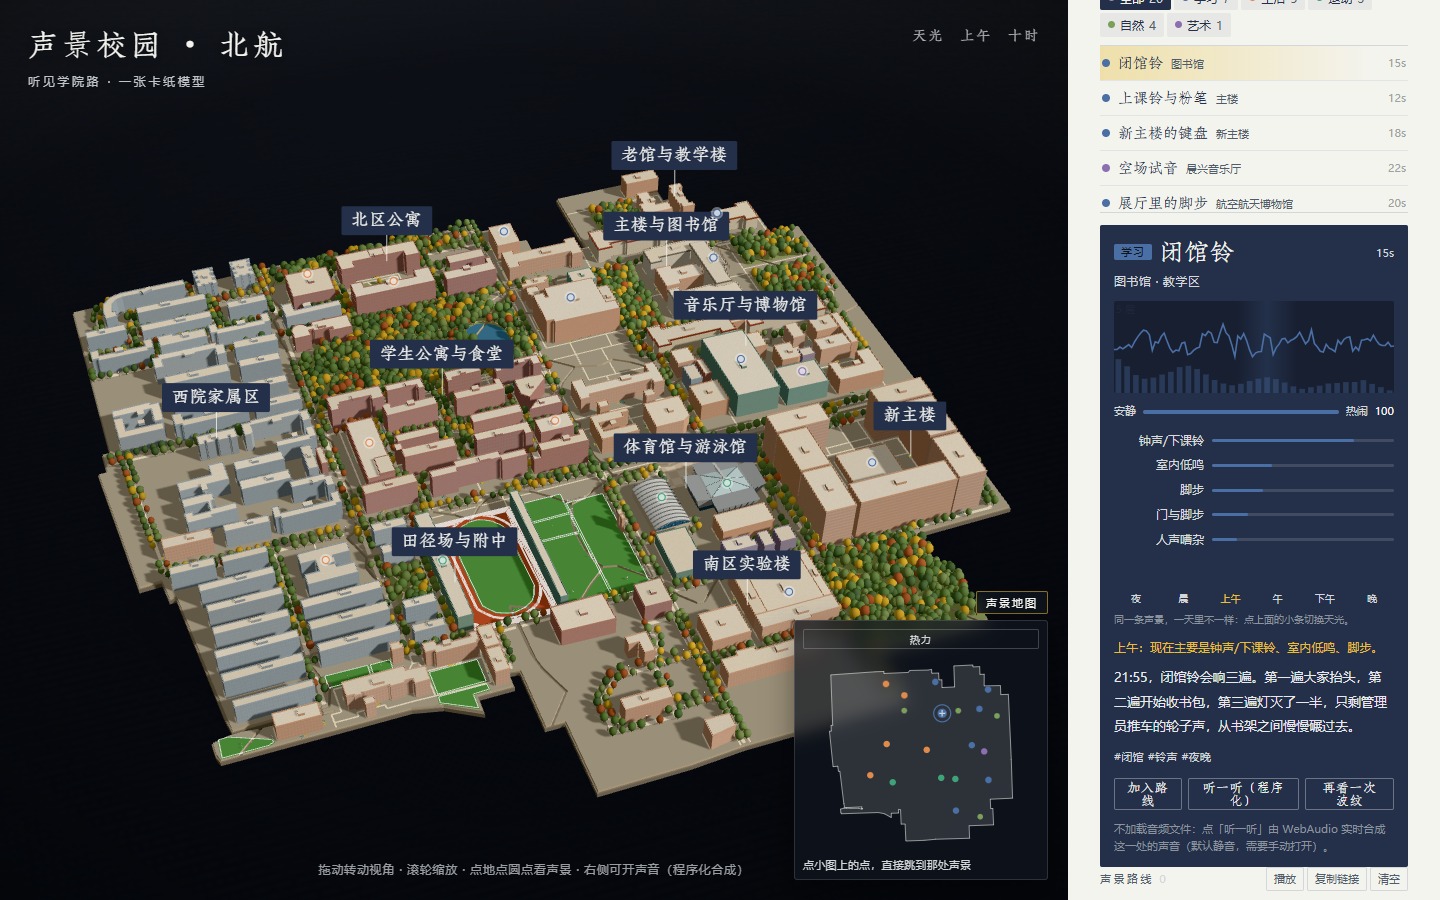 声景校园 · 北航
听见学院路 · 一张卡纸模型
天光 上午 十时
老馆与教学楼
北区公寓
主楼与图书馆
音乐厅与博物馆
学生公寓与食堂
西院家属区
新主楼
体育馆与游泳馆
田径场与附中
南区实验楼
声景地图
热力
点小图上的点，直接跳到那处声景
拖动转动视角 · 滚轮缩放 · 点地点圆点看声景 · 右侧可开声音（程序化合成）
自然 4 艺术 1
闭馆铃 图书馆 15s
上课铃与粉笔 主楼 12s
新主楼的键盘 新主楼 18s
空场试音 晨兴音乐厅 22s
展厅里的脚步 航空航天博物馆 20s
学习 闭馆铃 15s
图书馆 · 教学区
安静 热闹 100
钟声/下课铃
室内低鸣
脚步
门与脚步
人声嘈杂
夜 晨 上午 午 下午 晚
同一条声景，一天里不一样：点上面的小条切换天光。
上午：现在主要是钟声/下课铃、室内低鸣、脚步。
21:55，闭馆铃会响三遍。第一遍大家抬头，第
二遍开始收书包，第三遍灯灭了一半，只剩管理
员推车的轮子声，从书架之间慢慢碾过去。
#闭馆 #铃声 #夜晚
加入路线 听一听（程序化） 再看一次波纹
不加载音频文件：点「听一听」由 WebAudio 实时合成
这一处的声音（默认静音，需要手动打开）。
声景路线 0 播放 复制链接 清空